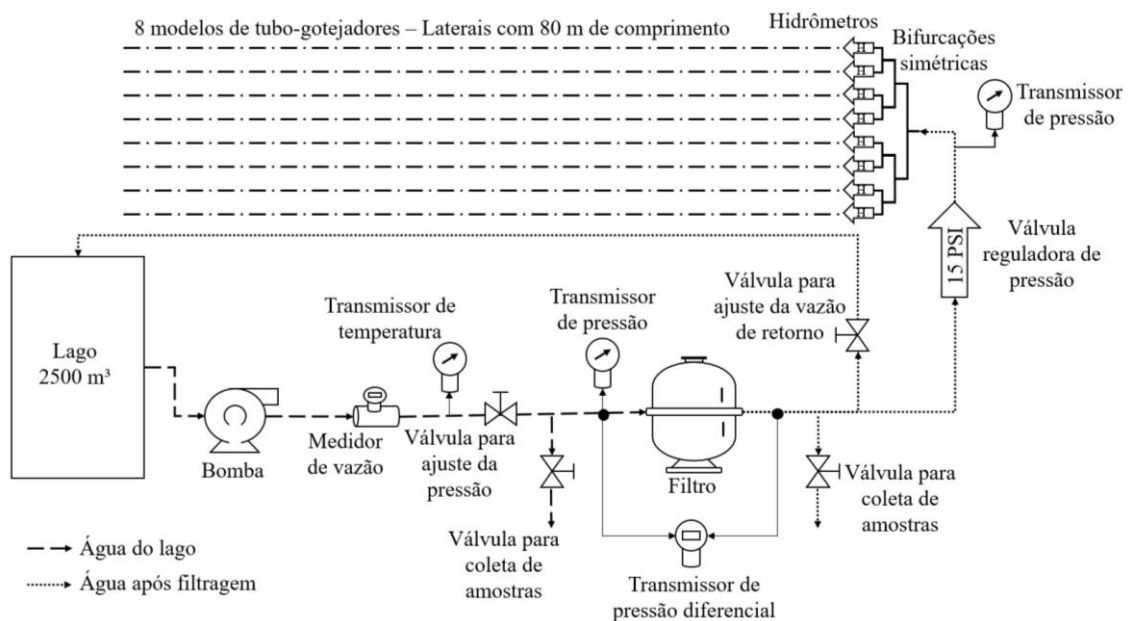 8 modelos de tubo-gotejadores – Laterais com 80 m de comprimento
Hidrômetros
Bifurcações
simétricas
Transmissor
de pressão
15 PSI
Válvula
reguladora de
pressão
Válvula para
ajuste da vazão
de retorno
Transmissor de
temperatura
Transmissor
de pressão
Lago
2500 m³
Bomba
Medidor
de vazão
Válvula para
ajuste da
pressão
Filtro
Válvula para
coleta de
amostras
Válvula para
coleta de
amostras
Transmissor de
pressão diferencial
Água do lago
Água após filtragem